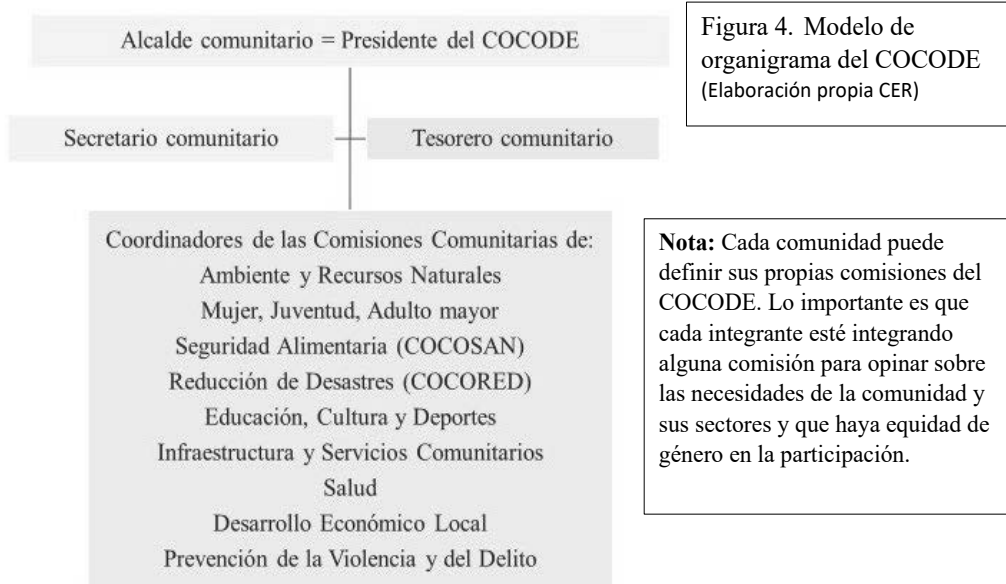 Alcalde comunitario = Presidente del COCODE
Figura 4. Modelo de
organigrama del COCODE
(Elaboración propia CER)
Secretario comunitario
Tesorero comunitario
Coordinadores de las Comisiones Comunitarias de:
Ambiente y Recursos Naturales
Mujer, Juventud, Adulto mayor
Seguridad Alimentaria (COCOSAN)
Reducción de Desastres (COCORED)
Educación, Cultura y Deportes
Infraestructura y Servicios Comunitarios
Salud
Desarrollo Económico Local
Prevención de la Violencia y del Delito
Nota: Cada comunidad puede
definir sus propias comisiones del
COCODE. Lo importante es que
cada integrante esté integrando
alguna comisión para opinar sobre
las necesidades de la comunidad y
sus sectores y que haya equidad de
género en la participación.